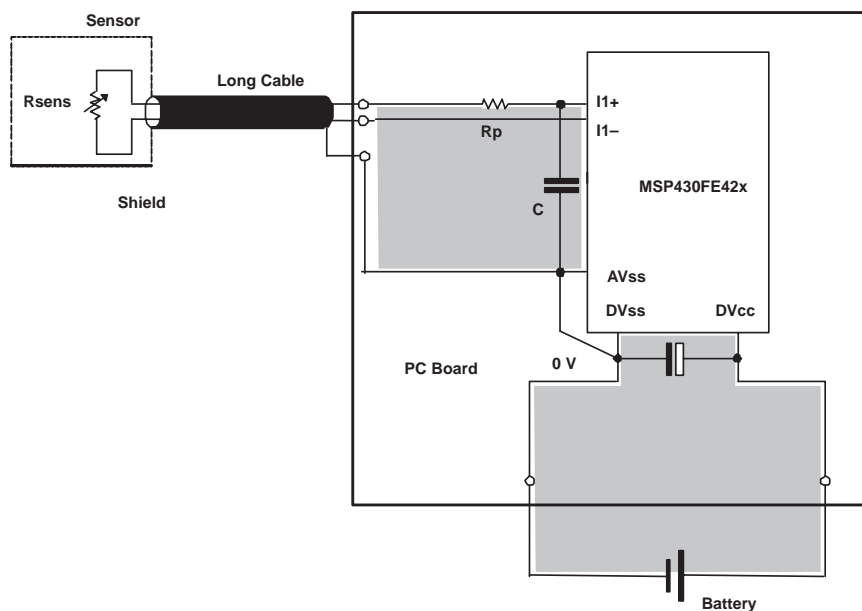 Sensor
Long Cable
Rsens
I1+
I1–
Rp
MSP430FE42x
Shield
C
AVss
DVss
DVcc
0 V
PC Board
Battery